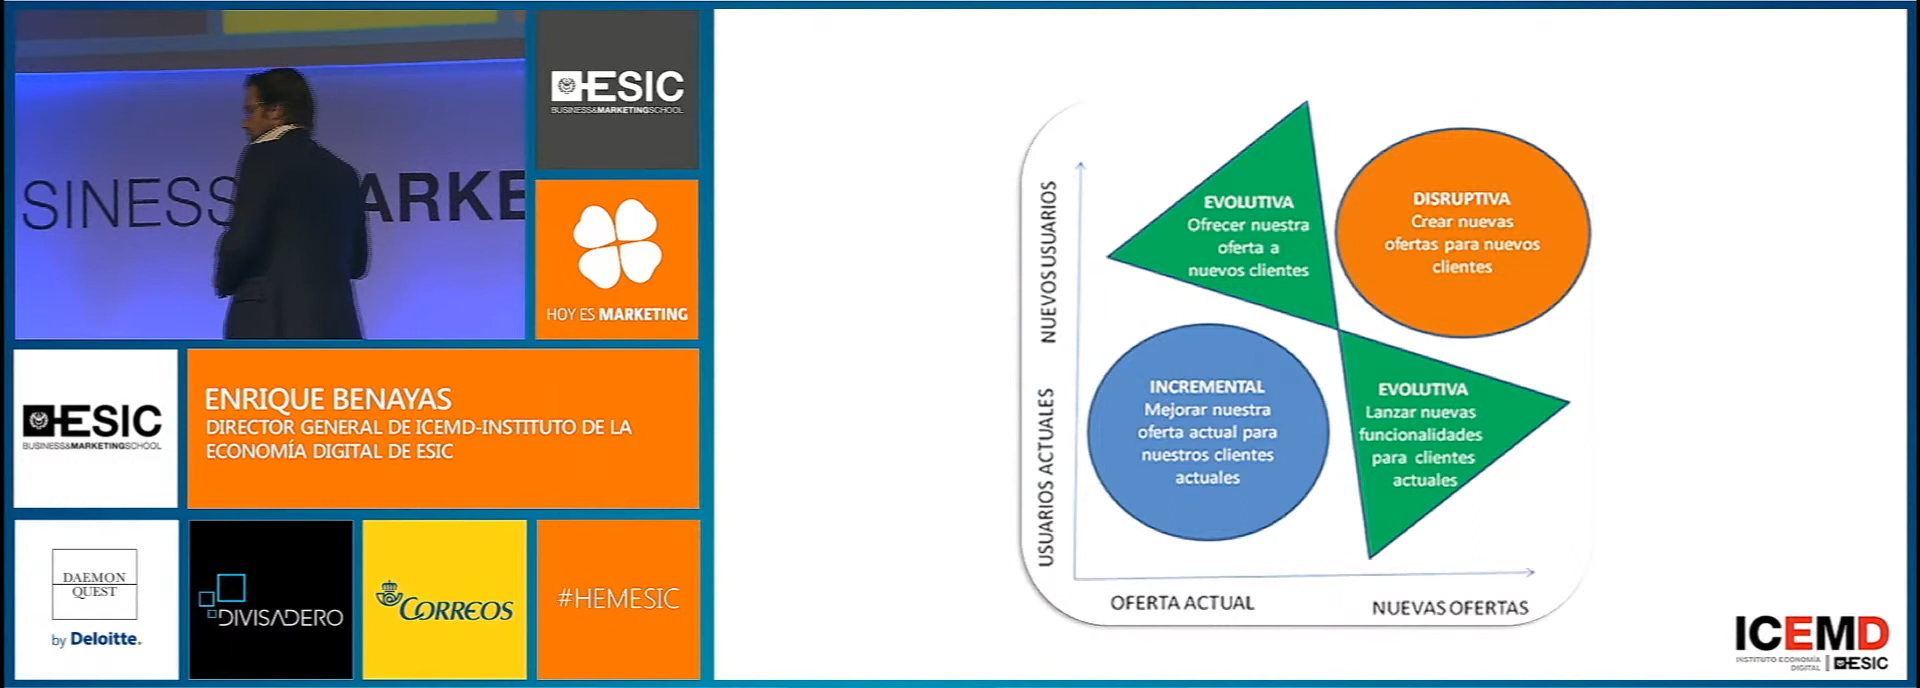 SINESS
ARKE
ESIC
BUSINESS&MARKETINGSCHOOL
HOY ES MARKETING
ESIC
BUSINESS&MARKETINGSCHOOL
ENRIQUE BENAYAS
DIRECTOR GENERAL DE ICEMD-INSTITUTO DE LA
ECONOMÍA DIGITAL DE ESIC
DAEMON
QUEST
by Deloitte.
DIVISADERO
CORREOS
#HEMESIC
NUEVOS USUARIOS
USUARIOS ACTUALES
EVOLUTIVA
Ofrecer nuestra
oferta a
nuevos clientes
DISRUPTIVA
Crear nuevas
ofertas para nuevos
clientes
INCREMENTAL
Mejorar nuestra
oferta actual para
nuestros clientes
actuales
EVOLUTIVA
Lanzar nuevas
funcionalidades
para clientes
actuales
OFERTA ACTUAL
NUEVAS OFERTAS
ICEMD
INSTITUTO ECONOMÍA
DIGITAL
ESIC